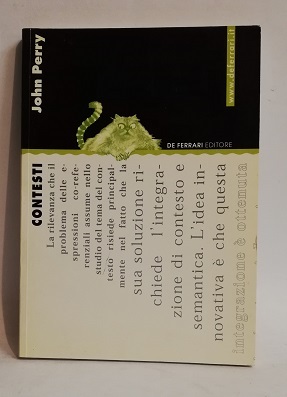 John Perry
www.deferrari.it
DE FERRARI EDITORE
CONTESTI
La rilevanza che il
problema delle e-
spressioni co-refe-
renziali assume nello
studio del tema del con-
testo risiede principal-
mente nel fatto che la
sua soluzione ri-
chiede l'integra-
zione di contesto e
semantica. L'idea in-
novativa è che questa
integrazione è ottenuta